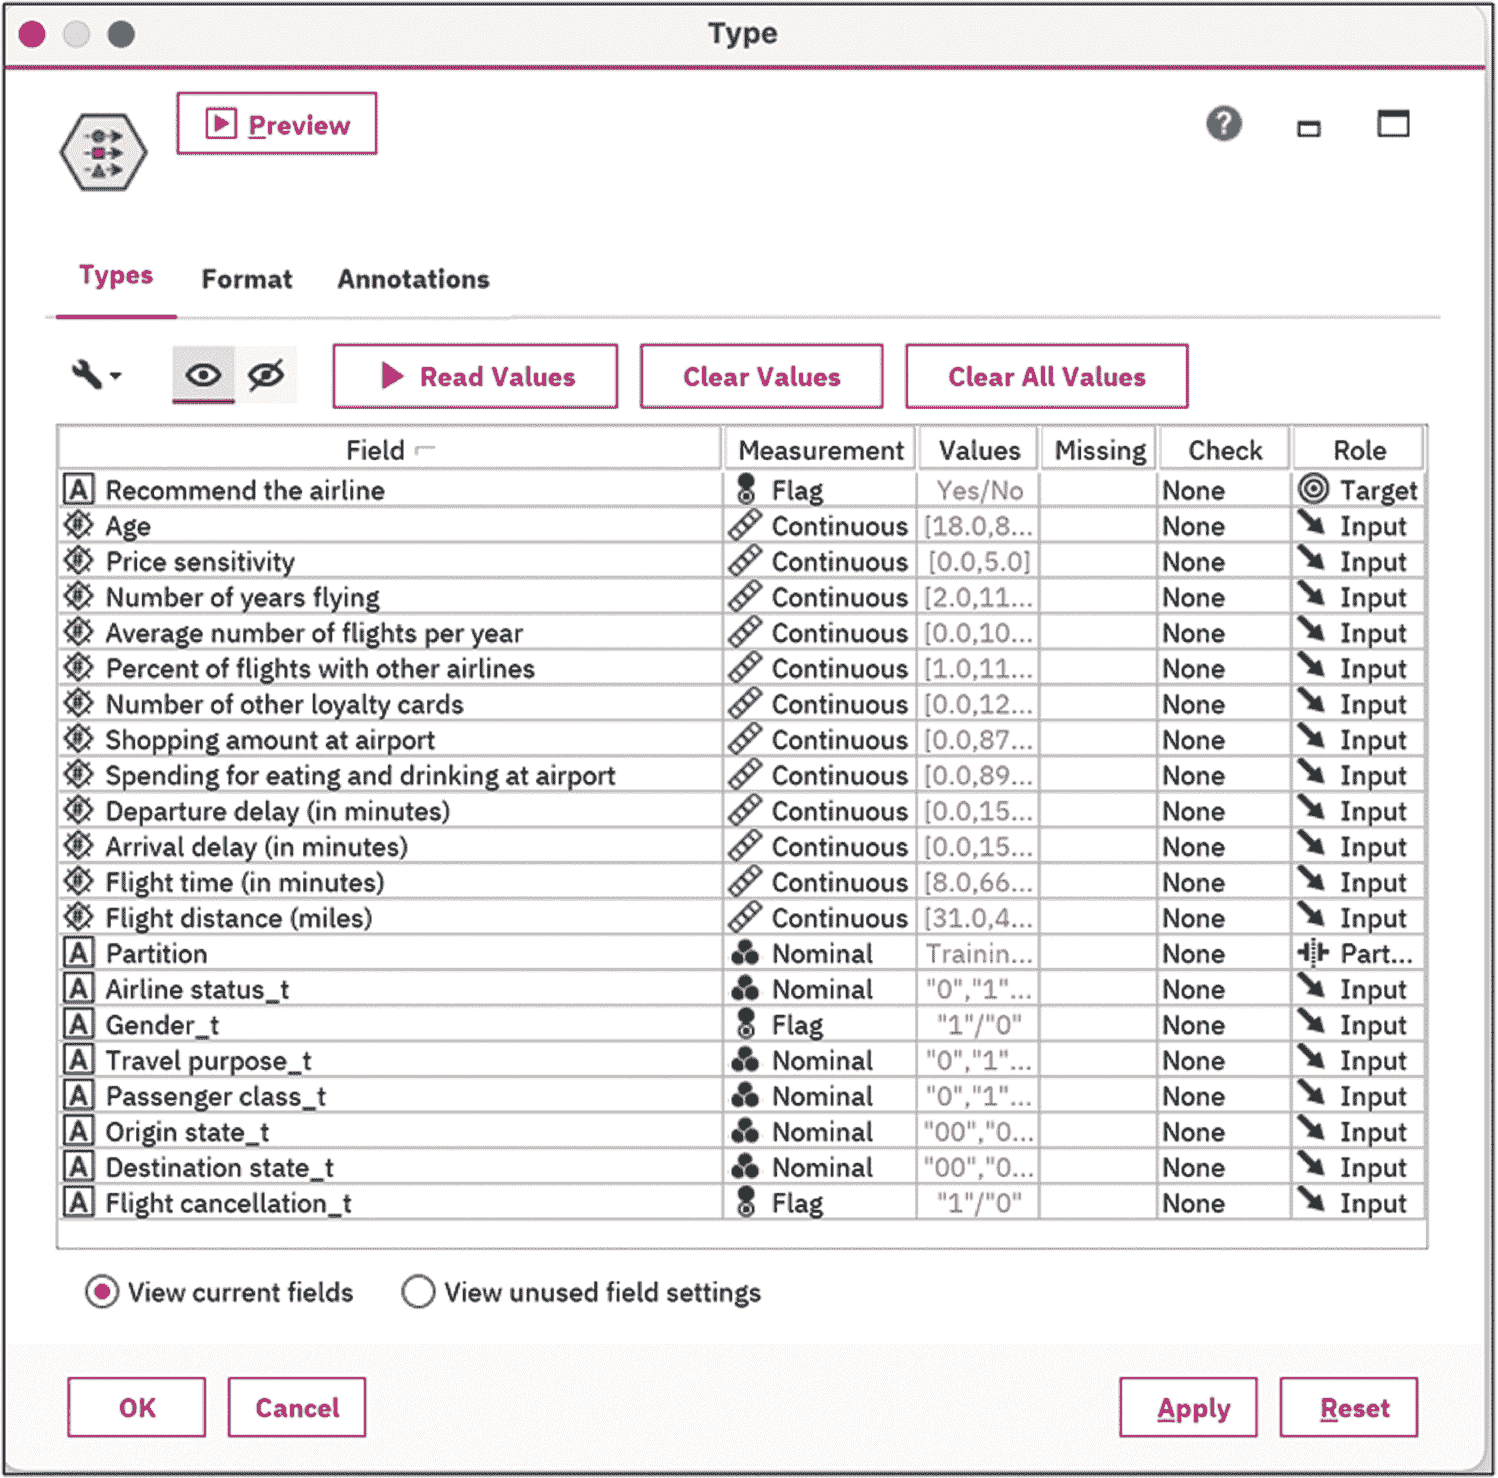 Type
Preview
Types Format Annotations
Read Values Clear Values Clear All Values
Field Measurement Values Missing Check Role
Recommend the airline Flag Yes/No None Target
Age Continuous [18.0,8... None Input
Price sensitivity Continuous [0.0,5.0] None Input
Number of years flying Continuous [2.0,11... None Input
Average number of flights per year Continuous [0.0,10... None Input
Percent of flights with other airlines Continuous [1.0,11... None Input
Number of other loyalty cards Continuous [0.0,12... None Input
Shopping amount at airport Continuous [0.0,87... None Input
Spending for eating and drinking at airport Continuous [0.0,89... None Input
Departure delay (in minutes) Continuous [0.0,15... None Input
Arrival delay (in minutes) Continuous [0.0,15... None Input
Flight time (in minutes) Continuous [8.0,66... None Input
Flight distance (miles) Continuous [31.0,4... None Input
Partition Nominal Trainin... None Part...
Airline status_t Nominal "0","1"... None Input
Gender_t Flag "1"/"0" None Input
Travel purpose_t Nominal "0","1"... None Input
Passenger class_t Nominal "0","1"... None Input
Origin state_t Nominal "00","0... None Input
Destination state_t Nominal "00","0... None Input
Flight cancellation_t Flag "1"/"0" None Input
View current fields View unused field settings
OK Cancel Apply Reset